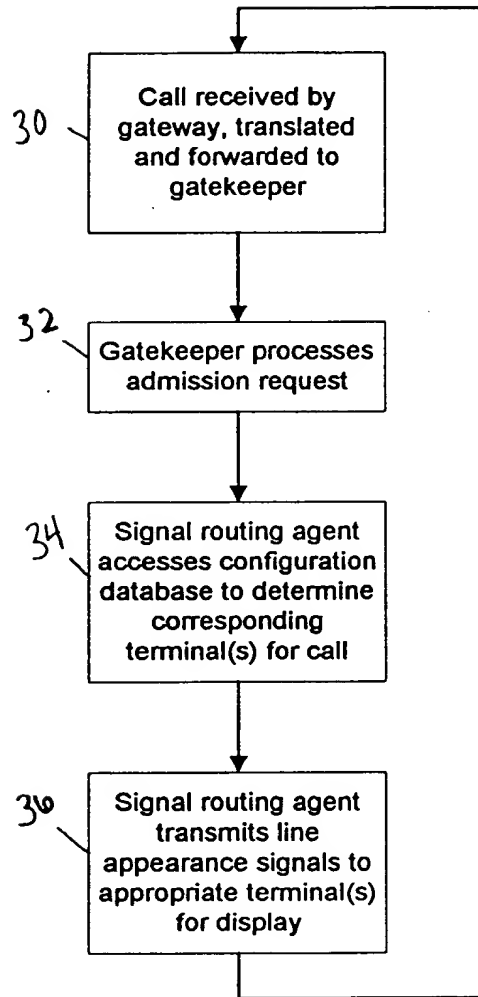 30
Call received by
gateway, translated
and forwarded to
gatekeeper
32
Gatekeeper processes
admission request
34
Signal routing agent
accesses configuration
database to determine
corresponding
terminal(s) for call
36
Signal routing agent
transmits line
appearance signals to
appropriate terminal(s)
for display